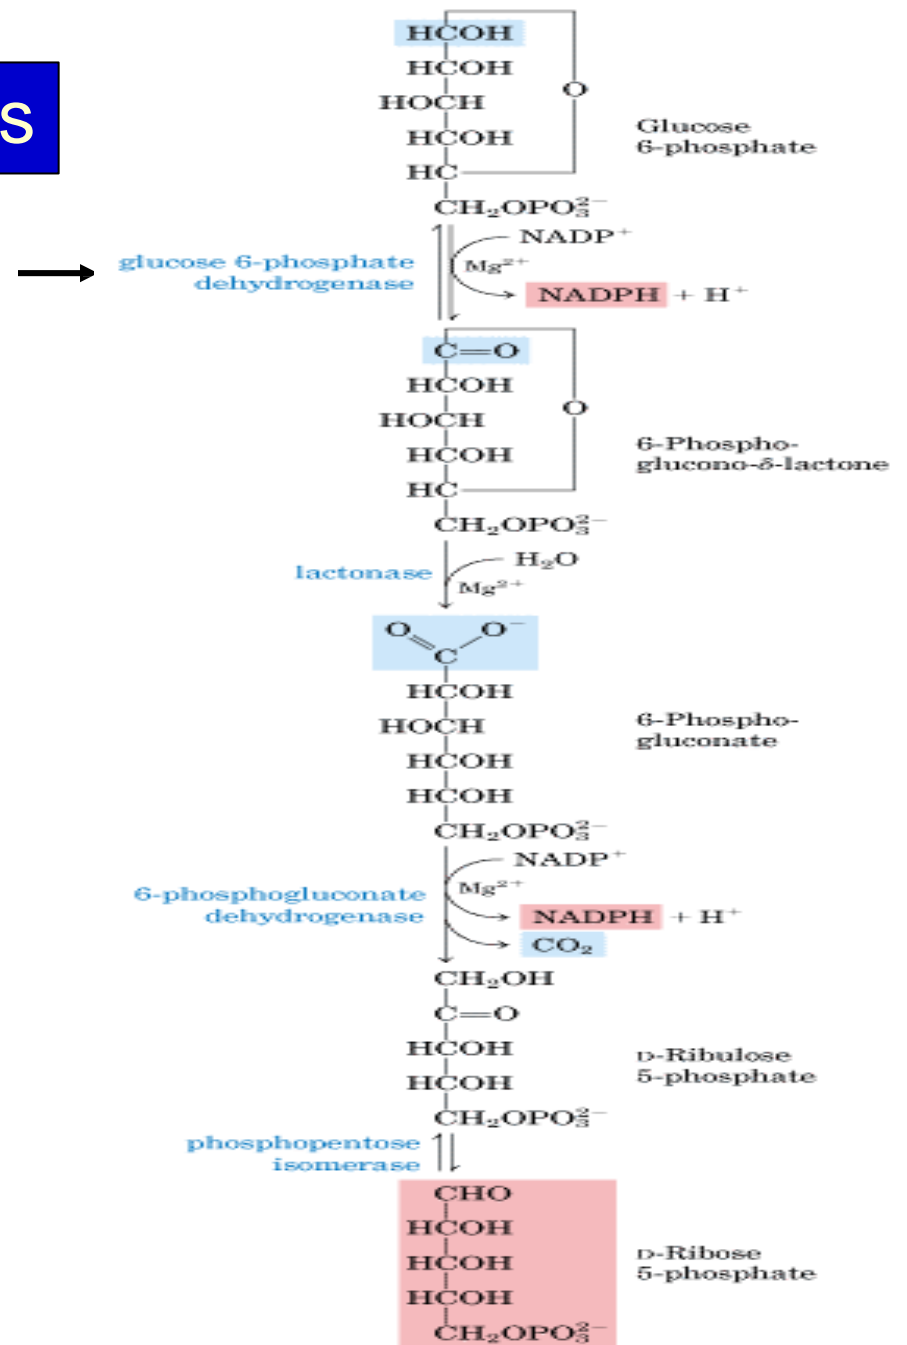 s
HCOH
HCOH
O
HOCH
HCOH
Glucose
6-phosphate
HC
CH₂OPO₃²⁻
NADP⁺
glucose 6-phosphate
dehydrogenase
Mg²⁺
NADPH + H⁺
C=O
HCOH
O
HOCH
HCOH
6-Phospho-
glucono-δ-lactone
HC
CH₂OPO₃²⁻
H₂O
lactonase
Mg²⁺
O O⁻
C
HCOH
HOCH
6-Phospho-
gluconate
HCOH
HCOH
CH₂OPO₃²⁻
NADP⁺
Mg²⁺
6-phosphogluconate
dehydrogenase
NADPH + H⁺
CO₂
CH₂OH
C=O
HCOH
D-Ribulose
5-phosphate
HCOH
CH₂OPO₃²⁻
phosphopentose
isomerase
CHO
HCOH
HCOH
D-Ribose
5-phosphate
HCOH
CH₂OPO₃²⁻